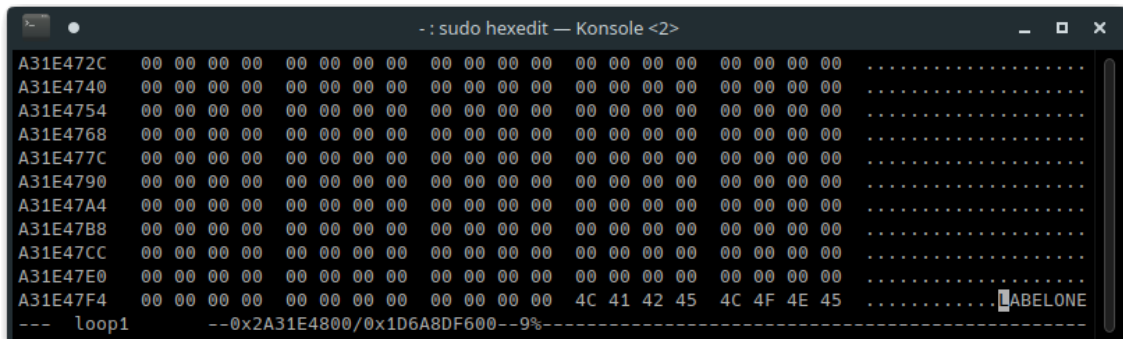 - : sudo hexedit — Konsole <2>
A31E472C 00 00 00 00 00 00 00 00 00 00 00 00 00 00 00 00 00 00 00 00 ....................
A31E4740 00 00 00 00 00 00 00 00 00 00 00 00 00 00 00 00 00 00 00 00 ....................
A31E4754 00 00 00 00 00 00 00 00 00 00 00 00 00 00 00 00 00 00 00 00 ....................
A31E4768 00 00 00 00 00 00 00 00 00 00 00 00 00 00 00 00 00 00 00 00 ....................
A31E477C 00 00 00 00 00 00 00 00 00 00 00 00 00 00 00 00 00 00 00 00 ....................
A31E4790 00 00 00 00 00 00 00 00 00 00 00 00 00 00 00 00 00 00 00 00 ....................
A31E47A4 00 00 00 00 00 00 00 00 00 00 00 00 00 00 00 00 00 00 00 00 ....................
A31E47B8 00 00 00 00 00 00 00 00 00 00 00 00 00 00 00 00 00 00 00 00 ....................
A31E47CC 00 00 00 00 00 00 00 00 00 00 00 00 00 00 00 00 00 00 00 00 ....................
A31E47E0 00 00 00 00 00 00 00 00 00 00 00 00 00 00 00 00 00 00 00 00 ....................
A31E47F4 00 00 00 00 00 00 00 00 00 00 00 00 4C 41 42 45 4C 4F 4E 45 ............LABELONE
--- loop1 --0x2A31E4800/0x1D6A8DF600--9%-------------------------------------------------